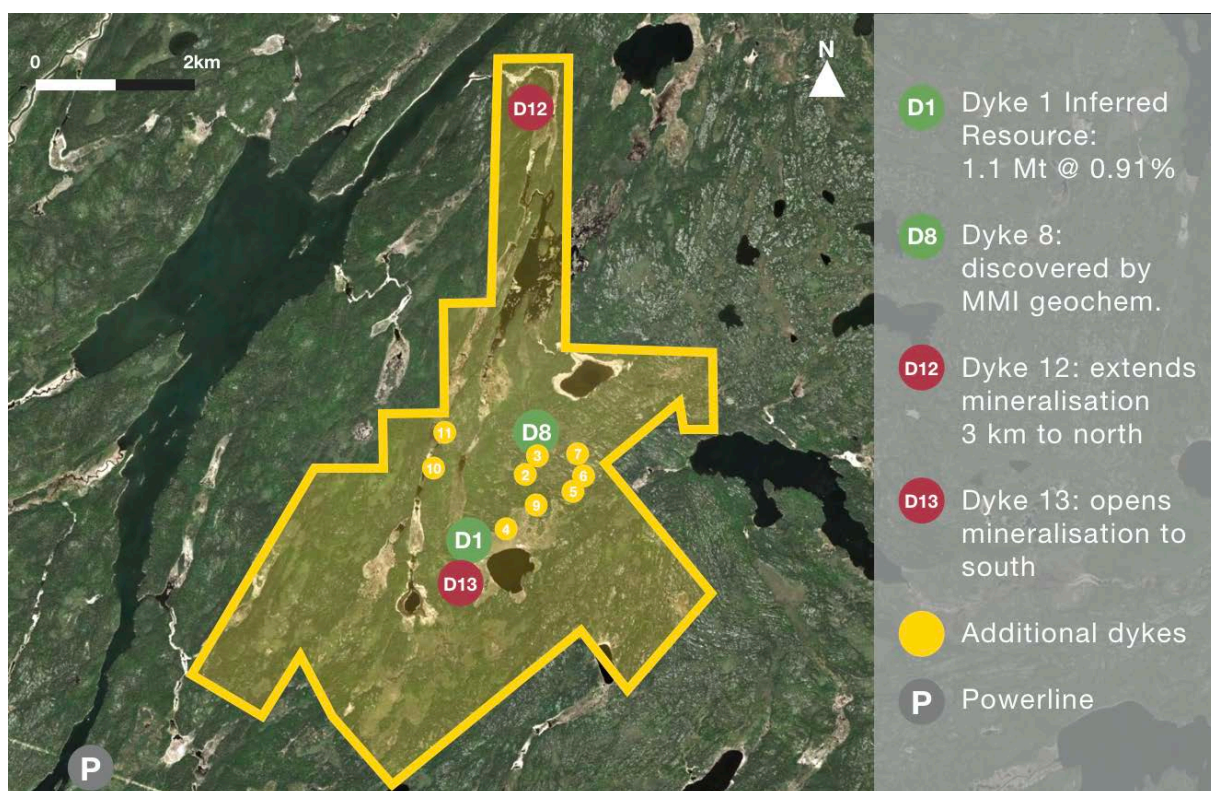 0
2km
N
D12
11
D8
3
7
10
2
6
5
9
4
D1
D13
P
D1
Dyke 1 Inferred
Resource:
1.1 Mt @ 0.91%
D8
Dyke 8:
discovered by
MMI geochem.
D12
Dyke 12: extends
mineralisation
3 km to north
D13
Dyke 13: opens
mineralisation to
south
Additional dykes
P
Powerline